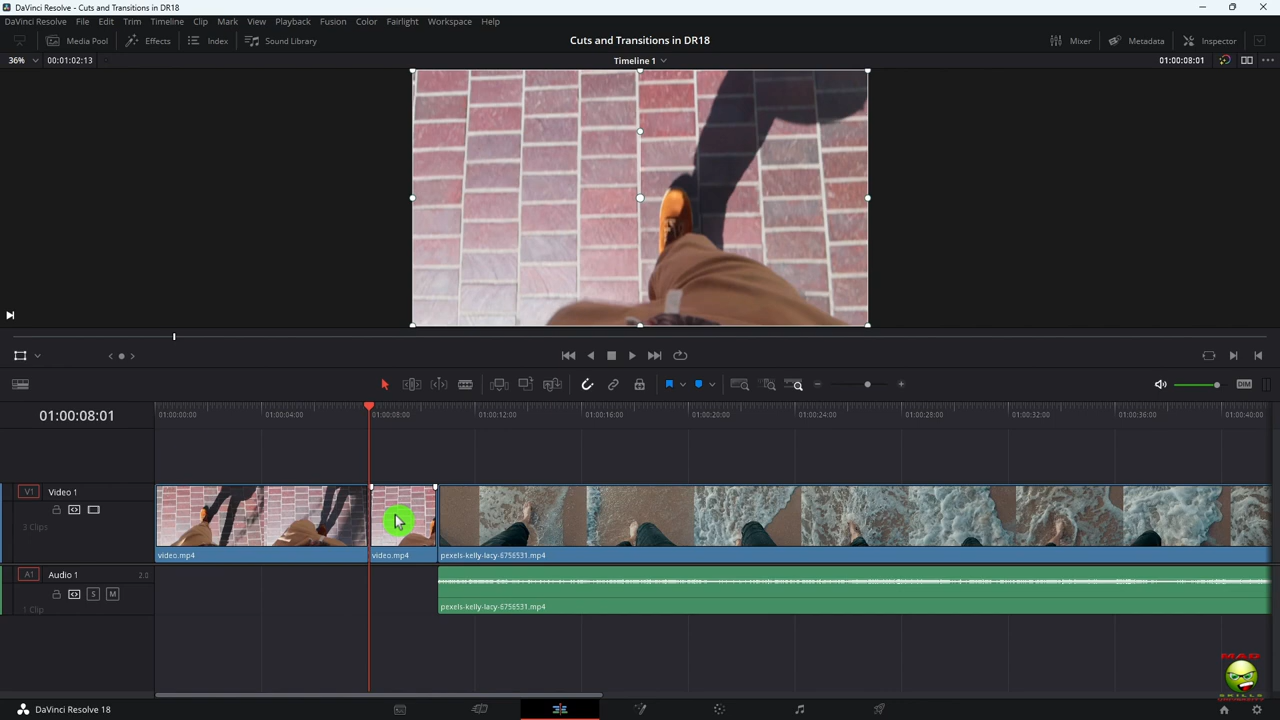 DaVinci Resolve - Cuts and Transitions in DR18
DaVinci Resolve File Edit Trim Timeline Clip Mark View Playback Fusion Color Fairlight Workspace Help
Media Pool Effects Index Sound Library Cuts and Transitions in DR18 Mixer Metadata Inspector
36% 00:01:02:13 Timeline 1 01:00:08:01
DIM
01:00:08:01 01:00:00:00 01:00:04:00 01:00:08:00 01:00:12:00 01:00:16:00 01:00:20:00 01:00:24:00 01:00:28:00 01:00:32:00 01:00:36:00 01:00:40:00
V1 Video 1
3 Clips
video.mp4 video.mp4 pexels-kelly-lacy-6756531.mp4
A1 Audio 1 2.0
S M
1 Clip pexels-kelly-lacy-6756531.mp4
MAD
SKILLS
DaVinci Resolve 18